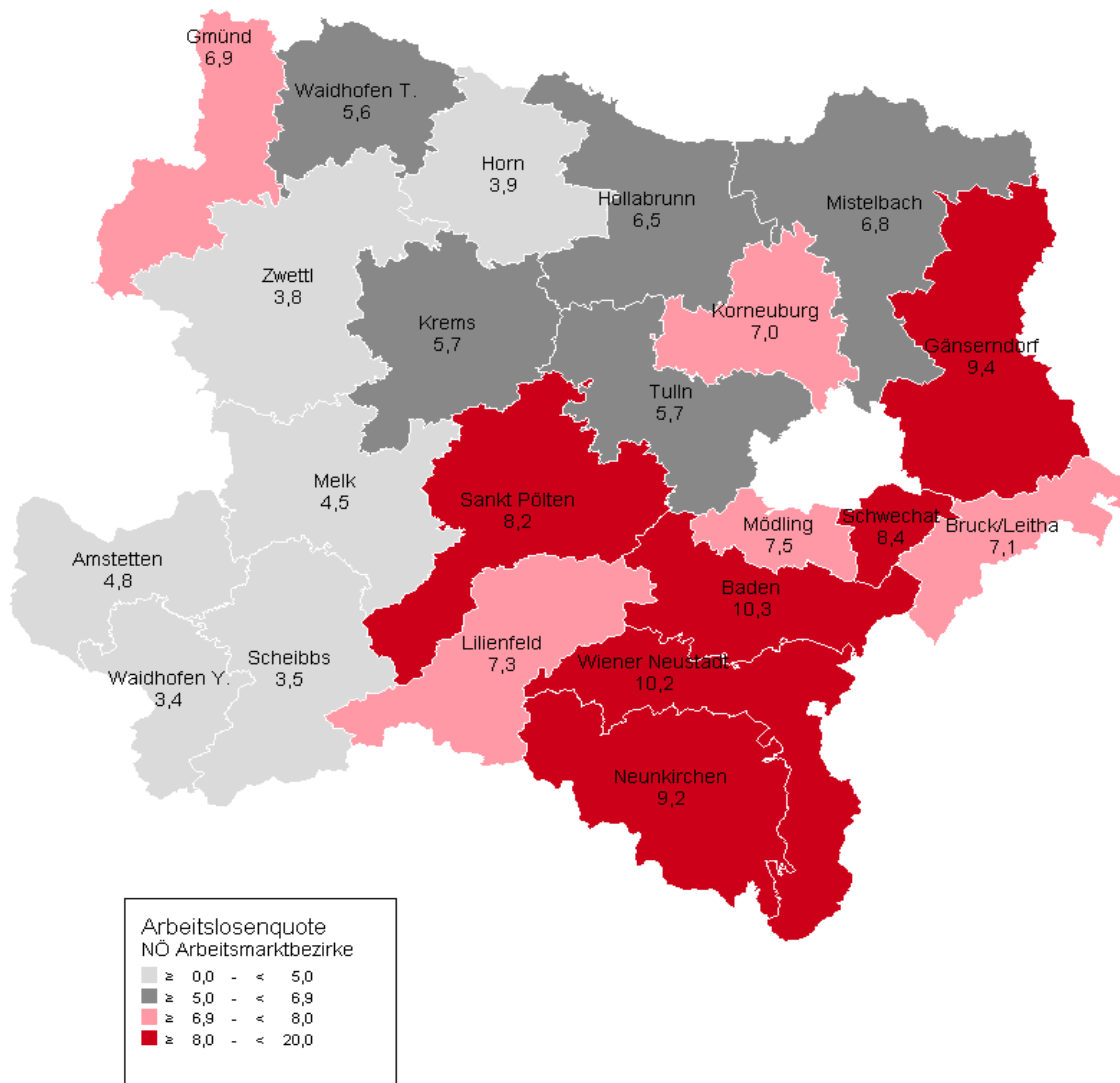 Gmünd
6,9
Waidhofen T.
5,6
Horn
3,9
Hollabrunn
6,5
Mistelbach
6,8
Zwettl
3,8
Krems
5,7
Korneuburg
7,0
Gänserndorf
9,4
Tulln
5,7
Melk
4,5
Sankt Pölten
8,2
Mödling
7,5
Schwechat
8,4
Bruck/Leitha
7,1
Amstetten
4,8
Baden
10,3
Lilienfeld
7,3
Scheibbs
3,5
Waidhofen Y.
3,4
Wiener Neustadt
10,2
Neunkirchen
9,2
Arbeitslosenquote
NÖ Arbeitsmarktbezirke
≥ 0,0 - < 5,0
≥ 5,0 - < 6,9
≥ 6,9 - < 8,0
≥ 8,0 - < 20,0